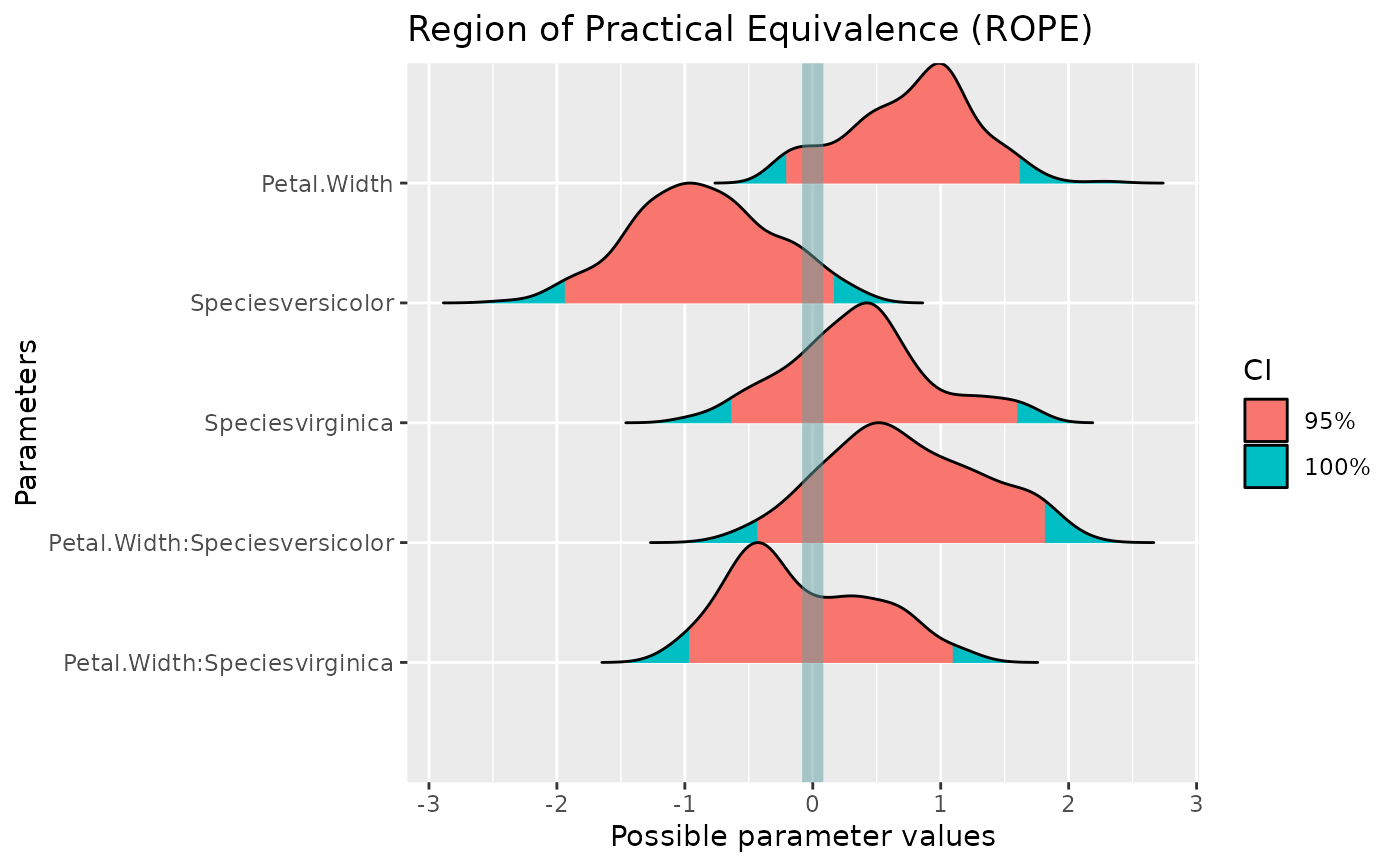 Region of Practical Equivalence (ROPE)
Parameters
Petal.Width
Speciesversicolor
Speciesvirginica
Petal.Width:Speciesversicolor
Petal.Width:Speciesvirginica
-3 -2 -1 0 1 2 3
Possible parameter values
CI
95%
100%